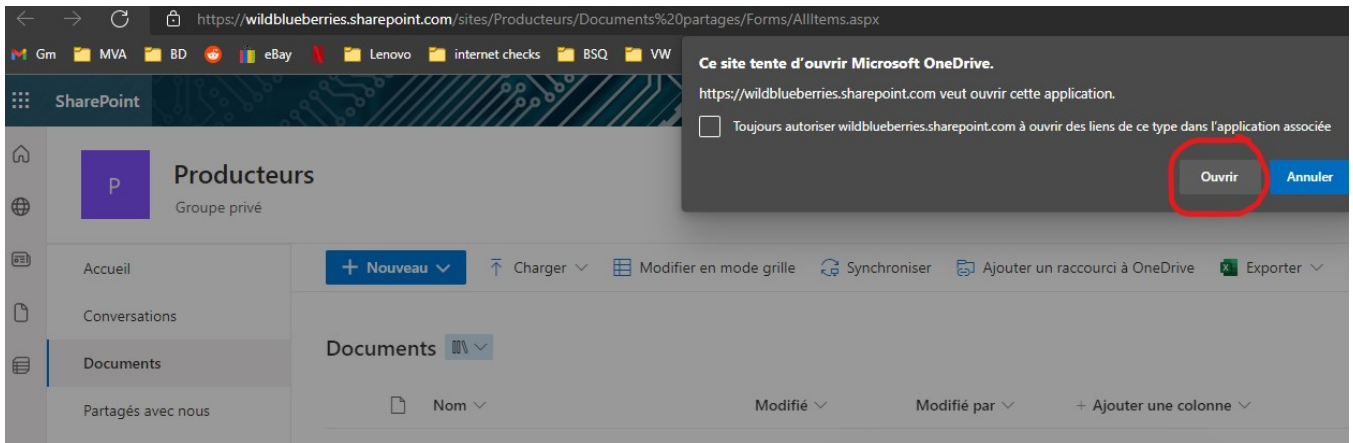 https://wildblueberries.sharepoint.com/sites/Producteurs/Documents%20partages/Forms/AllItems.aspx
Gm MVA BD eBay Lenovo internet checks BSQ VW
Ce site tente d'ouvrir Microsoft OneDrive.
https://wildblueberries.sharepoint.com veut ouvrir cette application.
Toujours autoriser wildblueberries.sharepoint.com à ouvrir des liens de ce type dans l'application associée
Ouvrir Annuler
SharePoint
P
Producteurs
Groupe privé
Accueil
Conversations
Documents
Partagés avec nous
+ Nouveau Charger Modifier en mode grille Synchroniser Ajouter un raccourci à OneDrive Exporter
Documents
Nom Modifié Modifié par + Ajouter une colonne